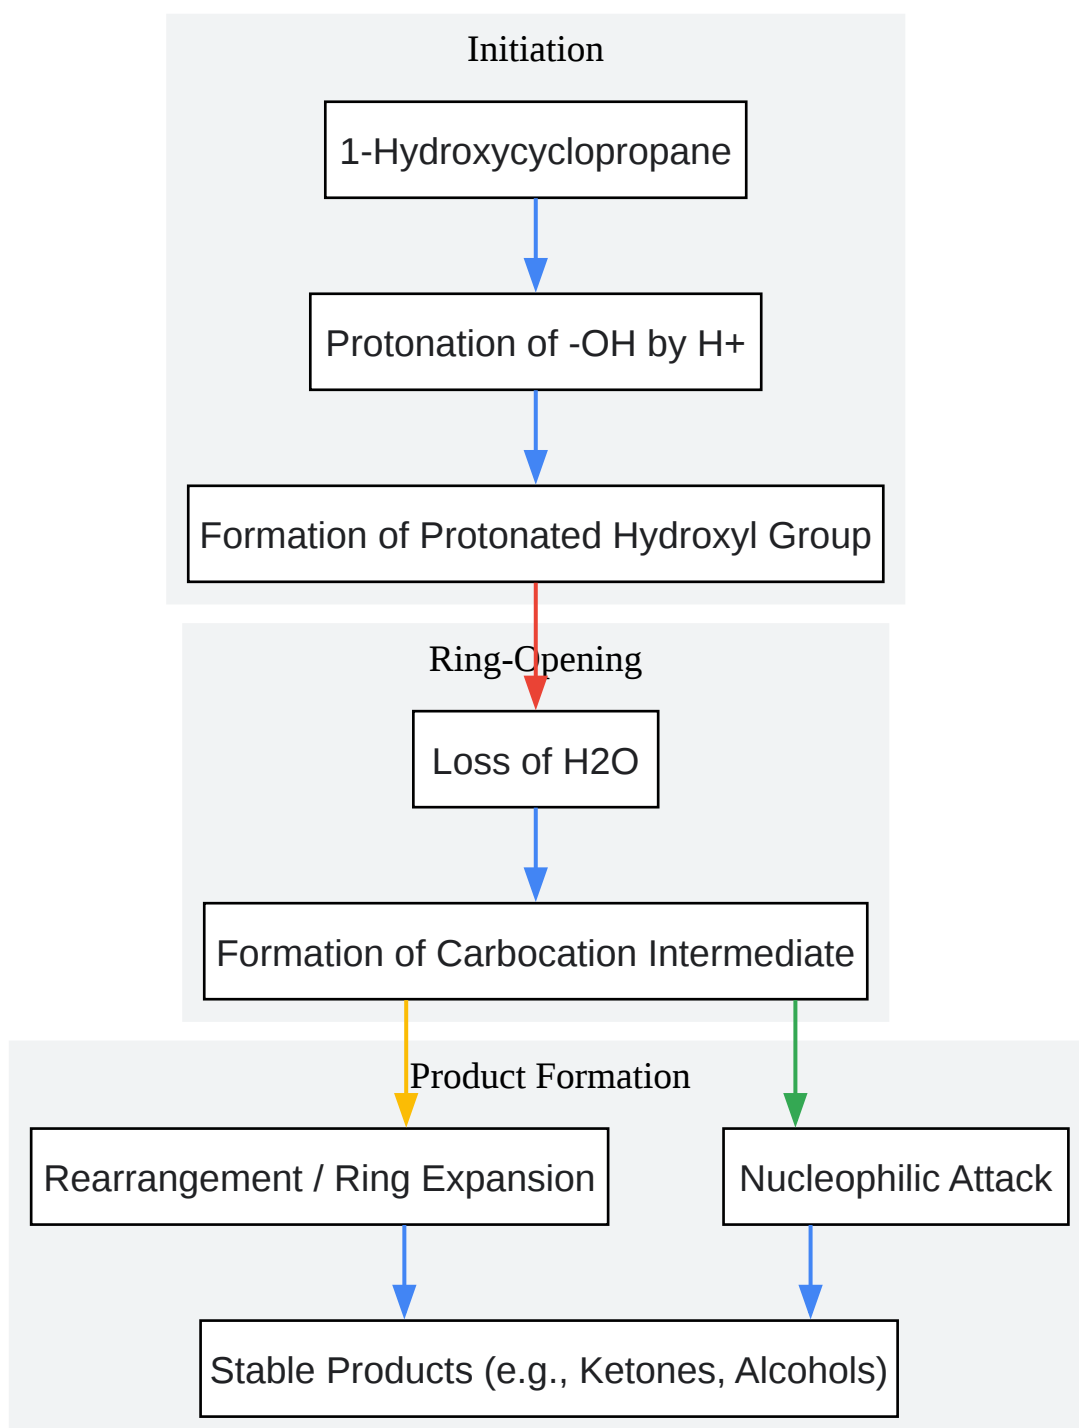 Initiation
1-Hydroxycyclopropane
Protonation of -OH by H+
Formation of Protonated Hydroxyl Group
Ring-Opening
Loss of H2O
Formation of Carbocation Intermediate
Product Formation
Rearrangement / Ring Expansion
Nucleophilic Attack
Stable Products (e.g., Ketones, Alcohols)